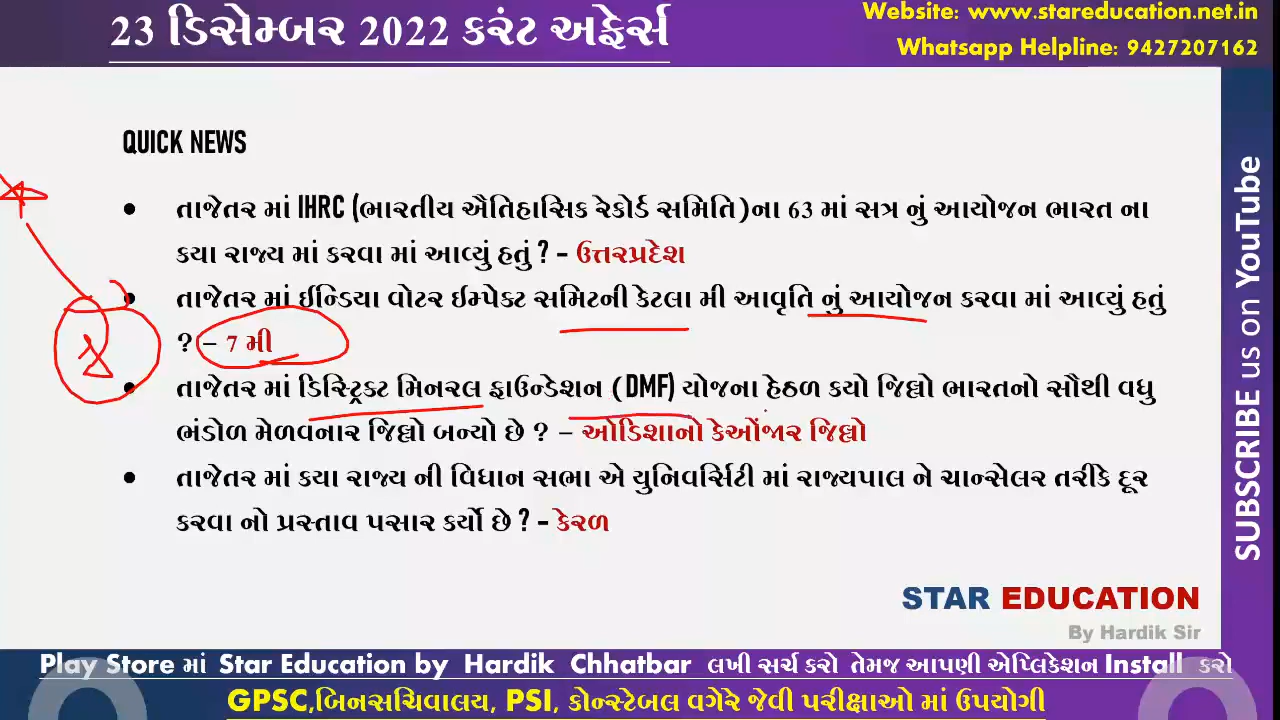 23 ડિસેમ્બર 2022 કરંટ અફેર્સ
Website: www.stareducation.net.in
Whatsapp Helpline: 9427207162
QUICK NEWS
• તાજેતર માં IHRC (ભારતીય ઐતિહાસિક રેકોર્ડ સમિતિ)ના 63 માં સત્ર નું આયોજન ભારત ના
કયા રાજ્ય માં કરવા માં આવ્યું હતું ? - ઉત્તરપ્રદેશ
• તાજેતર માં ઈન્ડિયા વોટર ઈમ્પેક્ટ સમિટની કેટલા મી આવૃતિ નું આયોજન કરવા માં આવ્યું હતું
? – 7 મી
• તાજેતર માં ડિસ્ટ્રિક્ટ મિનરલ ફાઉન્ડેશન (DMF) યોજના હેઠળ કયો જિલ્લો ભારતનો સૌથી વધુ
ભંડોળ મેળવનાર જિલ્લો બન્યો છે ? – ઓડિશાનો કેઓંજાર જિલ્લો
• તાજેતર માં કયા રાજ્ય ની વિધાન સભા એ યુનિવર્સિટી માં રાજ્યપાલ ને ચાન્સેલર તરીકે દૂર
કરવા નો પ્રસ્તાવ પસાર કર્યો છે ? - કેરળ
SUBSCRIBE us on YouTube
STAR EDUCATION
By Hardik Sir
Play Store માં Star Education by Hardik Chhatbar લખી સર્ચ કરો તેમજ આપણી એપ્લિકેશન Install કરો
GPSC,બિનસચિવાલય, PSI, કોન્સ્ટેબલ વગેરે જેવી પરીક્ષાઓ માં ઉપયોગી